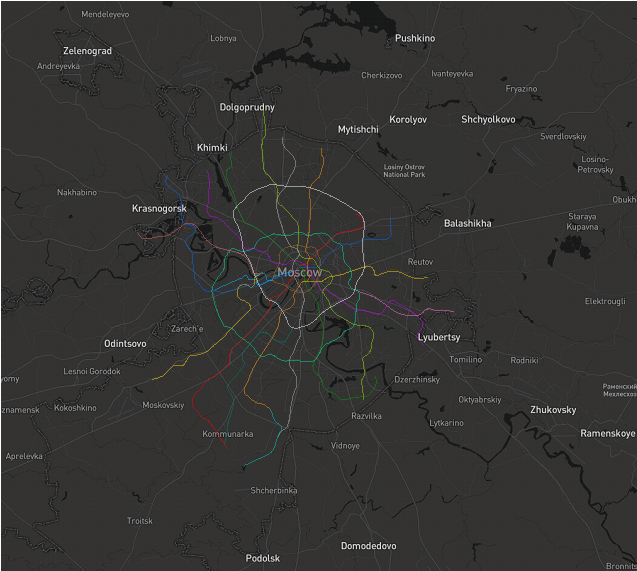 Mendeleyevo
Lobnya
Pushkino
Zelenograd
Andreyevka
Cherkizovo
Ivanteyevka
Fryazino
Dolgoprudny
Mytishchi
Korolyov
Shchyolkovo
Sverdlovskiy
Khimki
Losiny Ostrov
National Park
Losino-
Petrovsky
Nakhabino
Krasnogorsk
Obukh
Balashikha
Staraya
Kupavna
Reutov
Moscow
Elektrougli
Zarech'e
Odintsovo
Lyubertsy
Tomilino
Rodniki
Lesnoi Gorodok
Dzerzhinsky
yomy
Раменский
Мехлесхоз
Oktyabrskiy
znamensk
Kokoshkino
Moskovskiy
Razvilka
Zhukovsky
Lytkarino
Kommunarka
Ramenskoye
Vidnoye
Aprelevka
Shcherbinka
Troitsk
Domodedovo
Podolsk
Bronnits